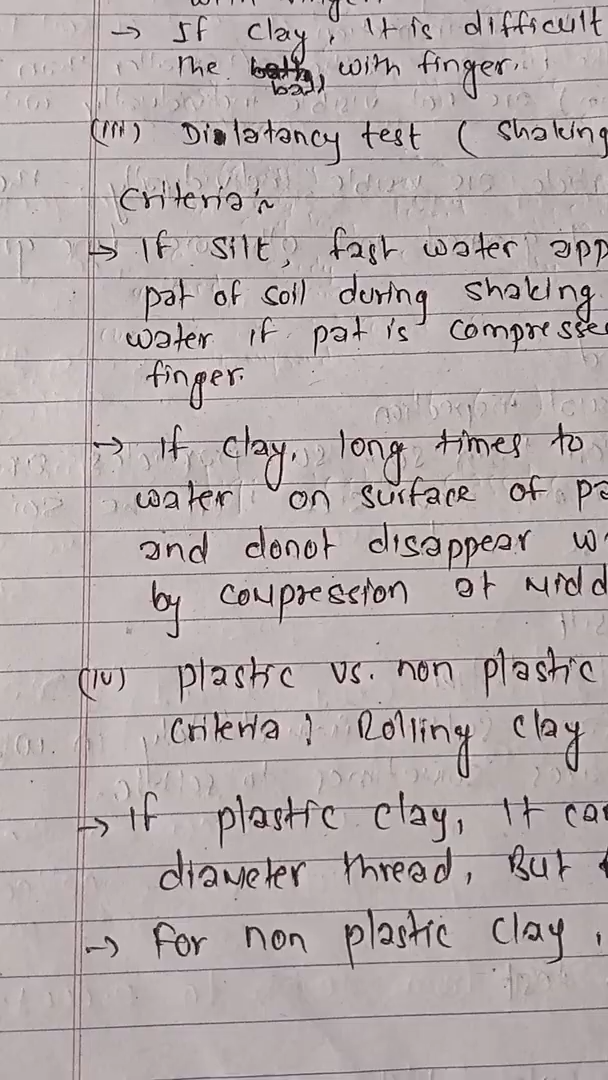 → If clay, it is difficult
the ball, with finger.
(iii) Dialatancy test ( shaking
criteria:~
→ If silt, fast water app
pat of soil during shaking
water if pat is compresse
finger.
→ if clay, long times to
water on surface of pa
and donot disappear w
by compression at midd
(iv) plastic vs. non plastic
criteria : Rolling clay
→ if plastic clay, it ca
diameter thread, But
→ for non plastic clay,